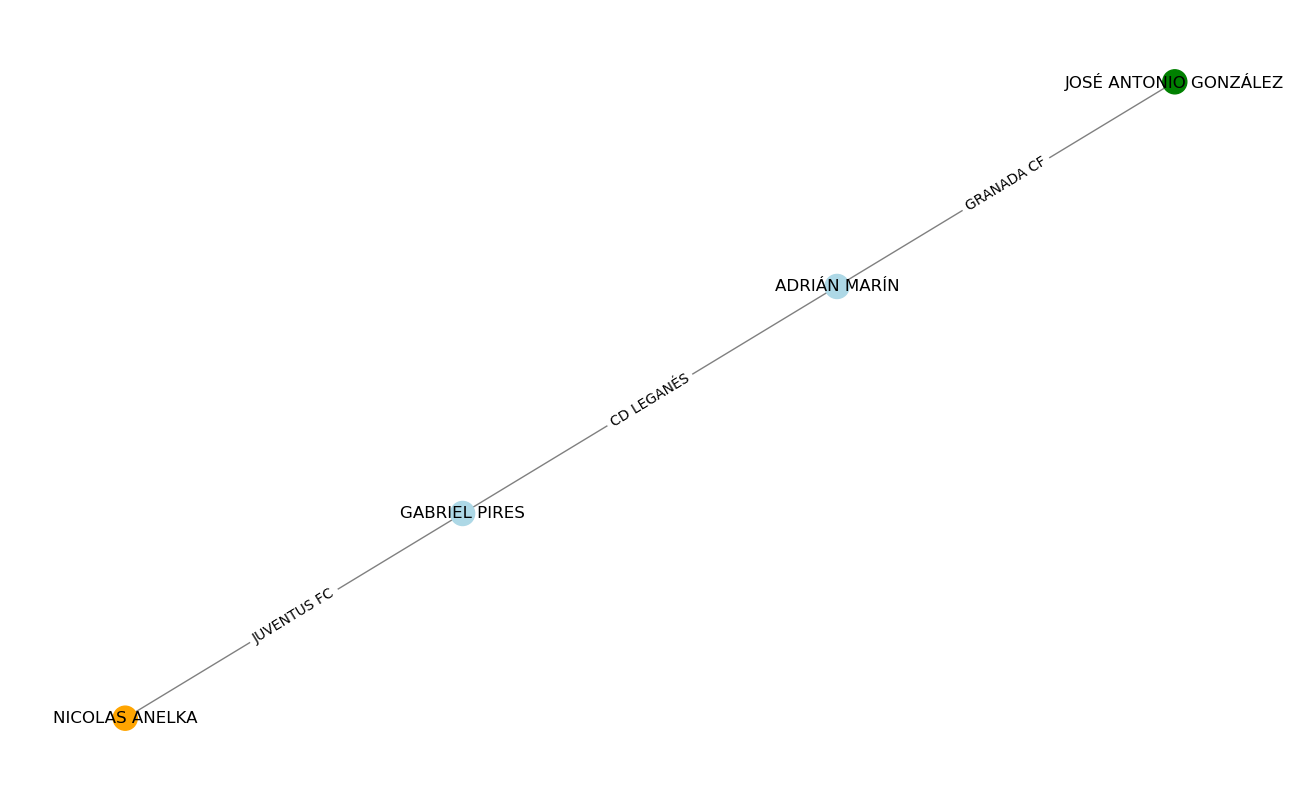 JOSÉ ANTONIO GONZÁLEZ
GRANADA CF
ADRIÁN MARÍN
CD LEGANÉS
GABRIEL PIRES
JUVENTUS FC
NICOLAS ANELKA